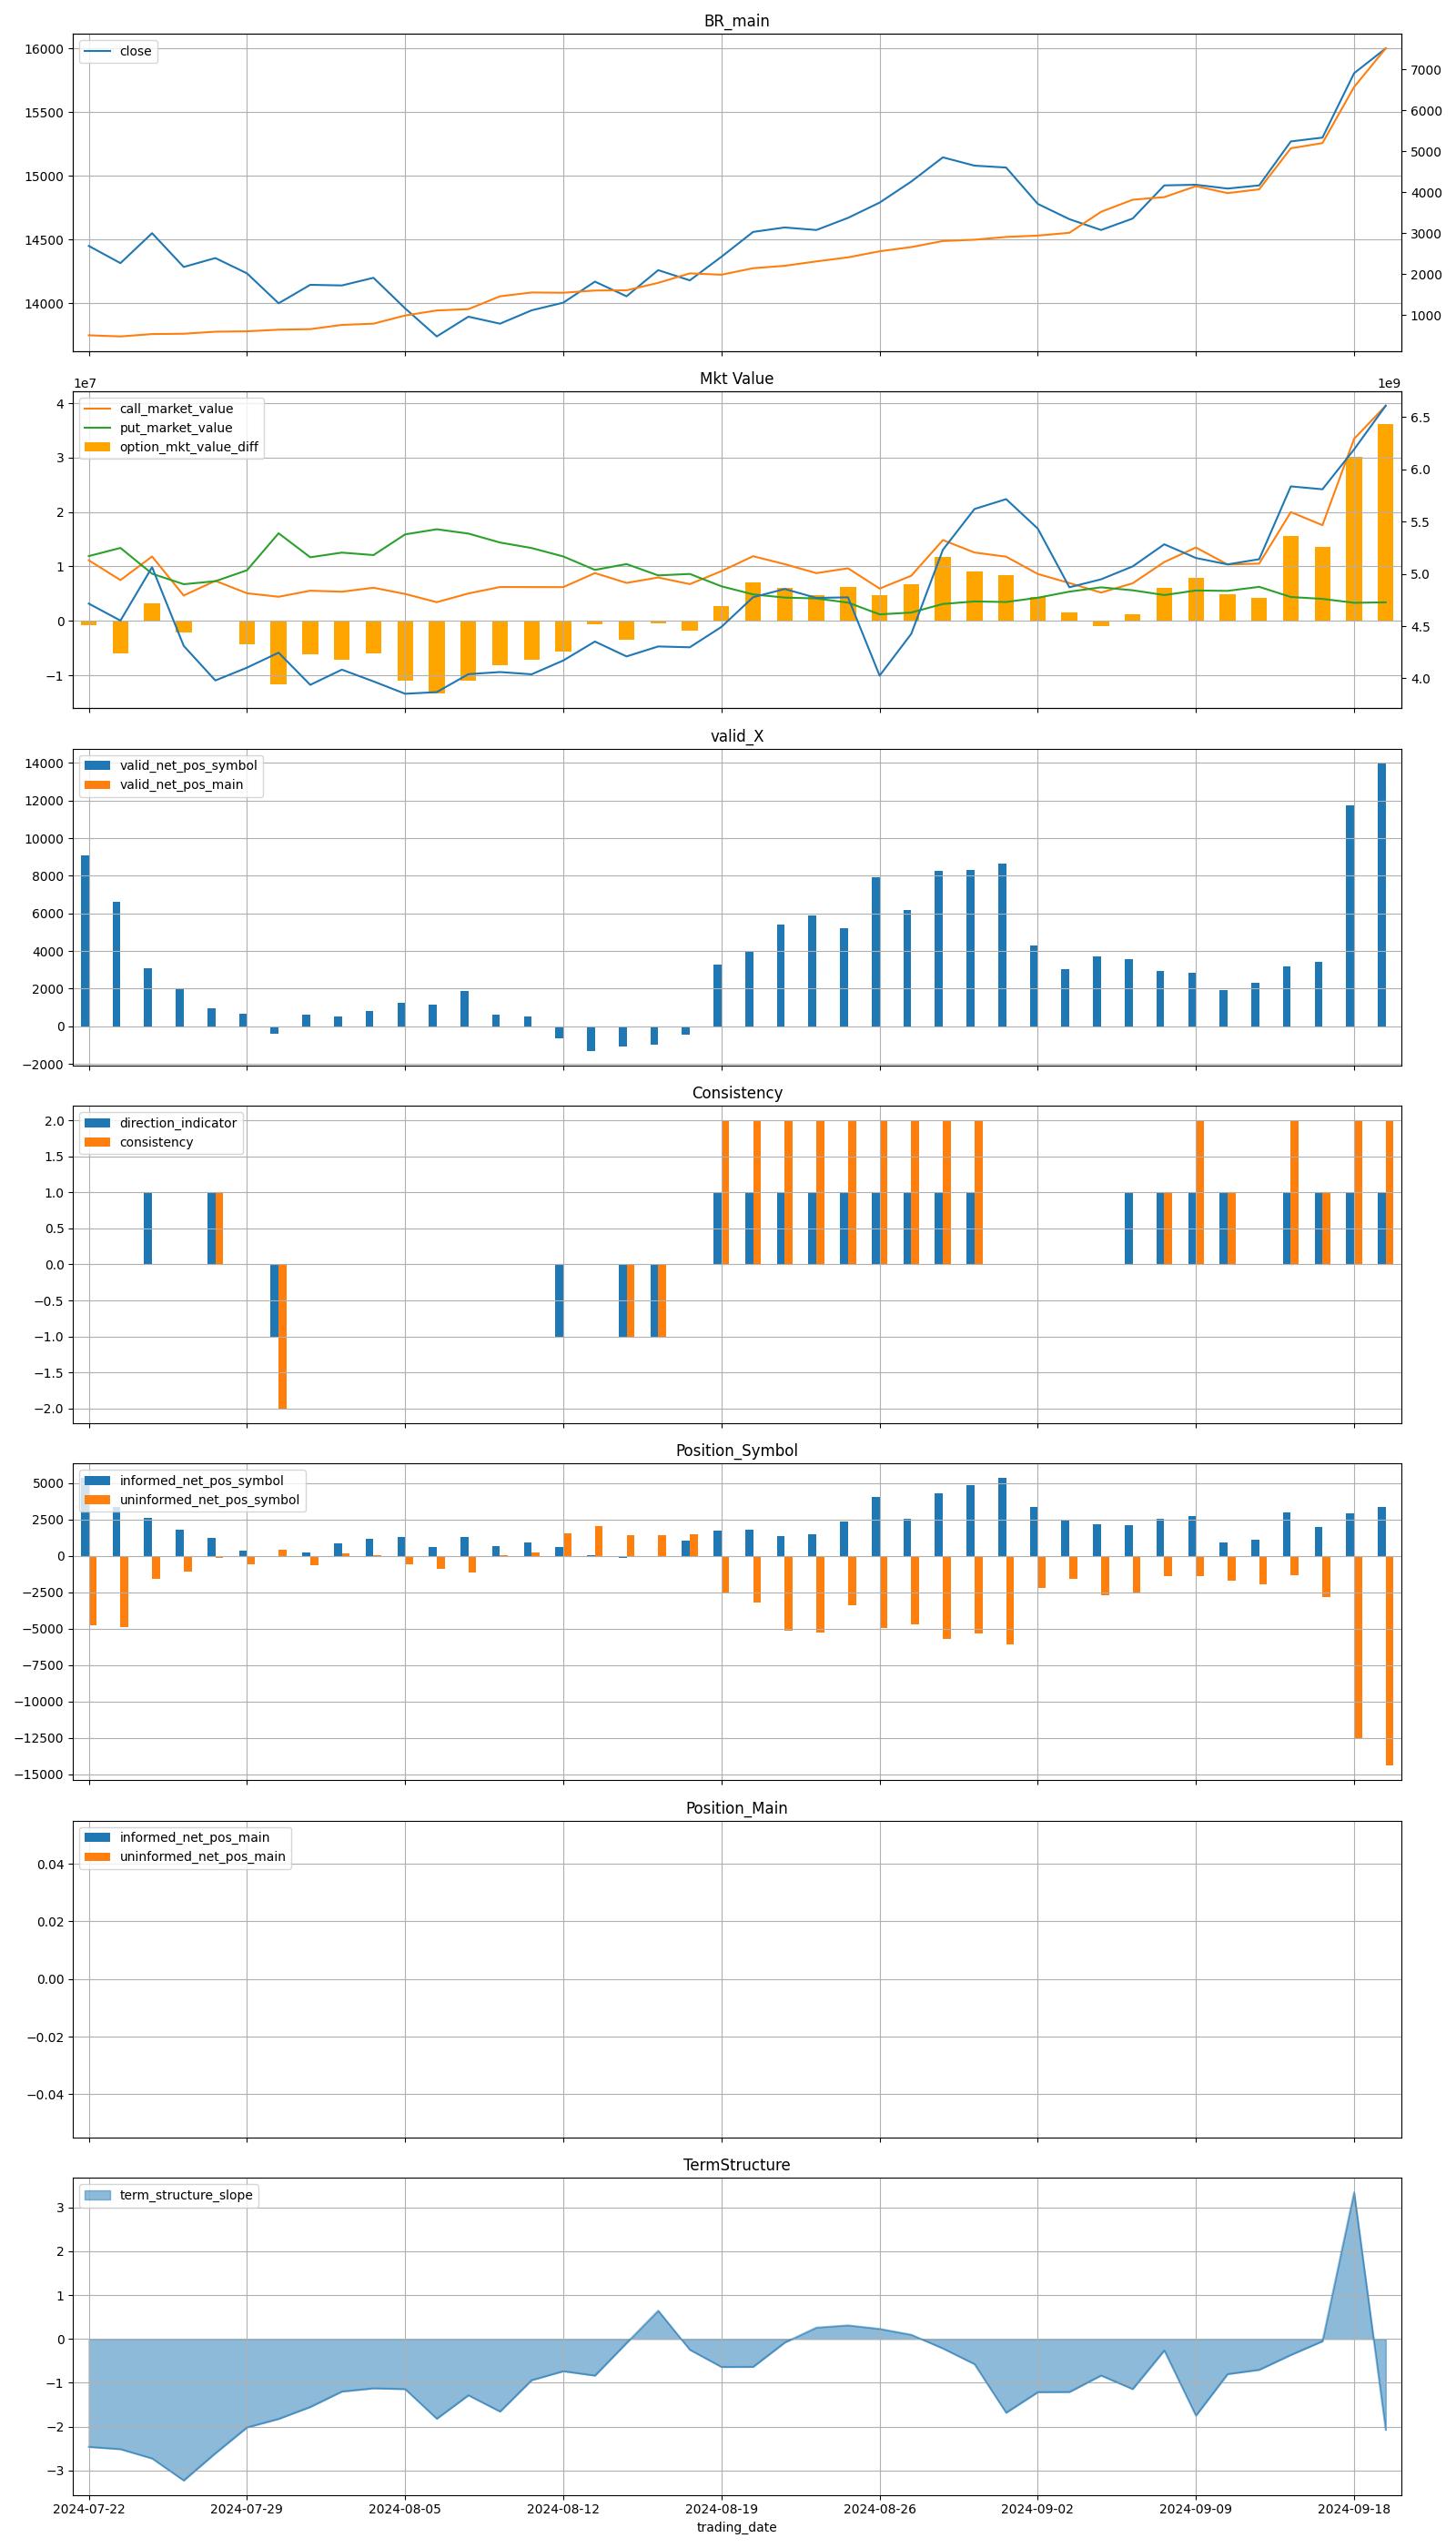 BR_main
close
16000
15500
15000
14500
14000
7000
6000
5000
4000
3000
2000
1000
Mkt Value
1e7
1e9
call_market_value
put_market_value
option_mkt_value_diff
4
3
2
1
0
−1
6.5
6.0
5.5
5.0
4.5
4.0
valid_X
valid_net_pos_symbol
valid_net_pos_main
14000
12000
10000
8000
6000
4000
2000
0
−2000
Consistency
direction_indicator
consistency
2.0
1.5
1.0
0.5
0.0
−0.5
−1.0
−1.5
−2.0
Position_Symbol
informed_net_pos_symbol
uninformed_net_pos_symbol
5000
2500
0
−2500
−5000
−7500
−10000
−12500
−15000
Position_Main
informed_net_pos_main
uninformed_net_pos_main
0.04
0.02
0.00
−0.02
−0.04
TermStructure
term_structure_slope
3
2
1
0
−1
−2
−3
2024-07-22 2024-07-29 2024-08-05 2024-08-12 2024-08-19 2024-08-26 2024-09-02 2024-09-09 2024-09-18
trading_date